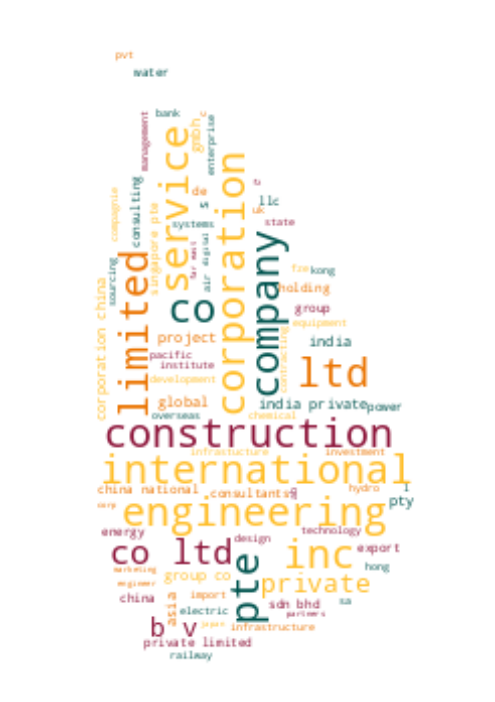 pvt
water
bank
c
management
service
gmbh
enterprise
corporation
consulting
compagnie
singapore pte
de
llc
uk
state
systems
company
limited
sourcing
far east
air
digital
fze
kong
holding
corporation china
co
group
equipment
project
contracting
india
pacific
institute
ltd
development
global
india private
power
overseas
chemical
construction
infrastucture
investment
international
china national
consultants
hydro
corp
engineering
pty
energy
technology
design
co ltd
inc
export
marketing
group co
pte
hong
engineer
private
china
asia
import
sdn bhd
sa
electric
partners
b v
japan
infrastructure
private limited
railway